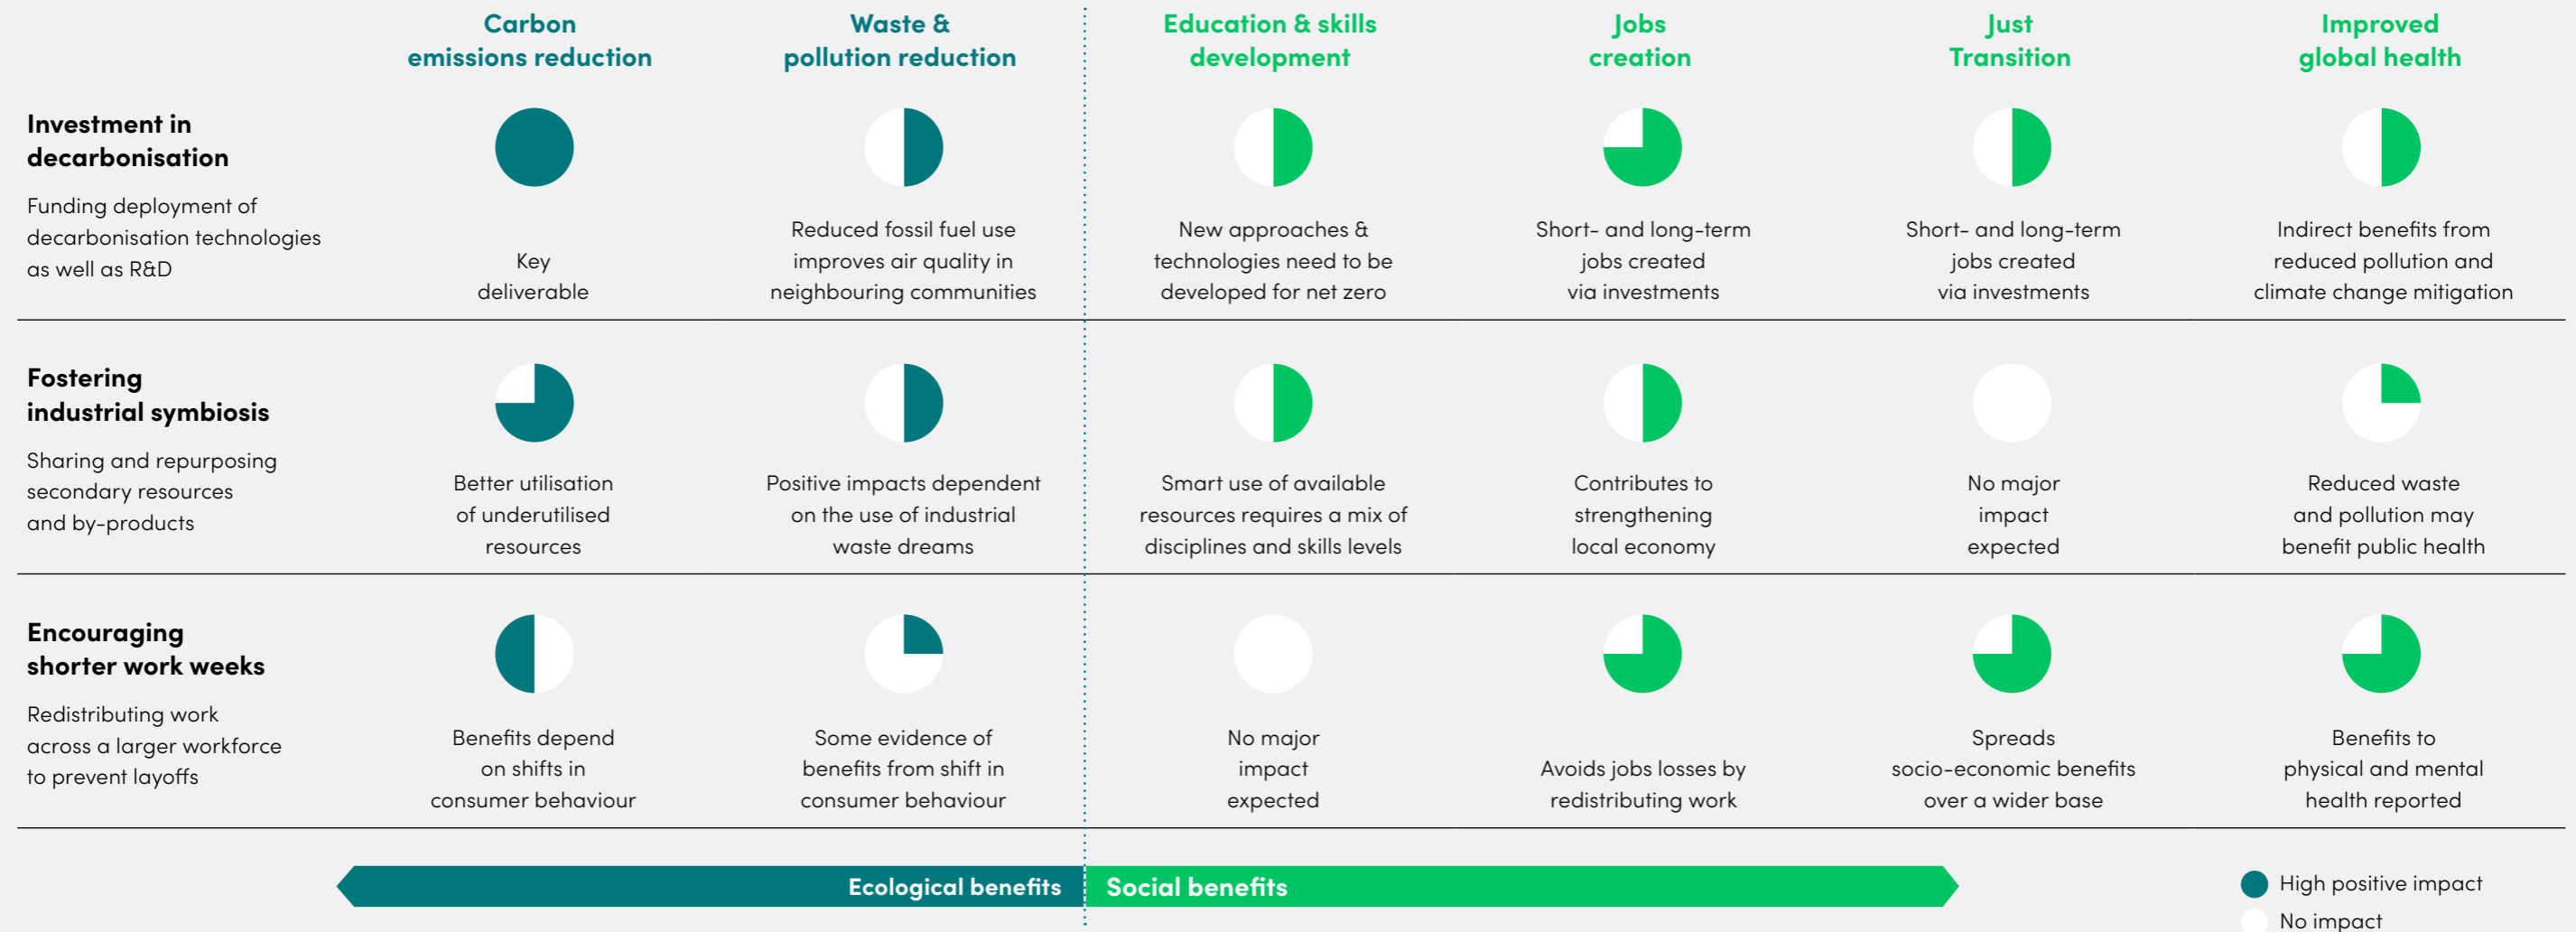 Carbon
emissions reduction
Waste &
pollution reduction
Education & skills
development
Jobs
creation
Just
Transition
Improved
global health
Investment in
decarbonisation
Funding deployment of
decarbonisation technologies
as well as R&D
Key
deliverable
Reduced fossil fuel use
improves air quality in
neighbouring communities
New approaches &
technologies need to be
developed for net zero
Short- and long-term
jobs created
via investments
Short- and long-term
jobs created
via investments
Indirect benefits from
reduced pollution and
climate change mitigation
Fostering
industrial symbiosis
Sharing and repurposing
secondary resources
and by-products
Better utilisation
of underutilised
resources
Positive impacts dependent
on the use of industrial
waste dreams
Smart use of available
resources requires a mix of
disciplines and skills levels
Contributes to
strengthening
local economy
No major
impact
expected
Reduced waste
and pollution may
benefit public health
Encouraging
shorter work weeks
Redistributing work
across a larger workforce
to prevent layoffs
Benefits depend
on shifts in
consumer behaviour
Some evidence of
benefits from shift in
consumer behaviour
No major
impact
expected
Avoids jobs losses by
redistributing work
Spreads
socio-economic benefits
over a wider base
Benefits to
physical and mental
health reported
Ecological benefits
Social benefits
High positive impact
No impact